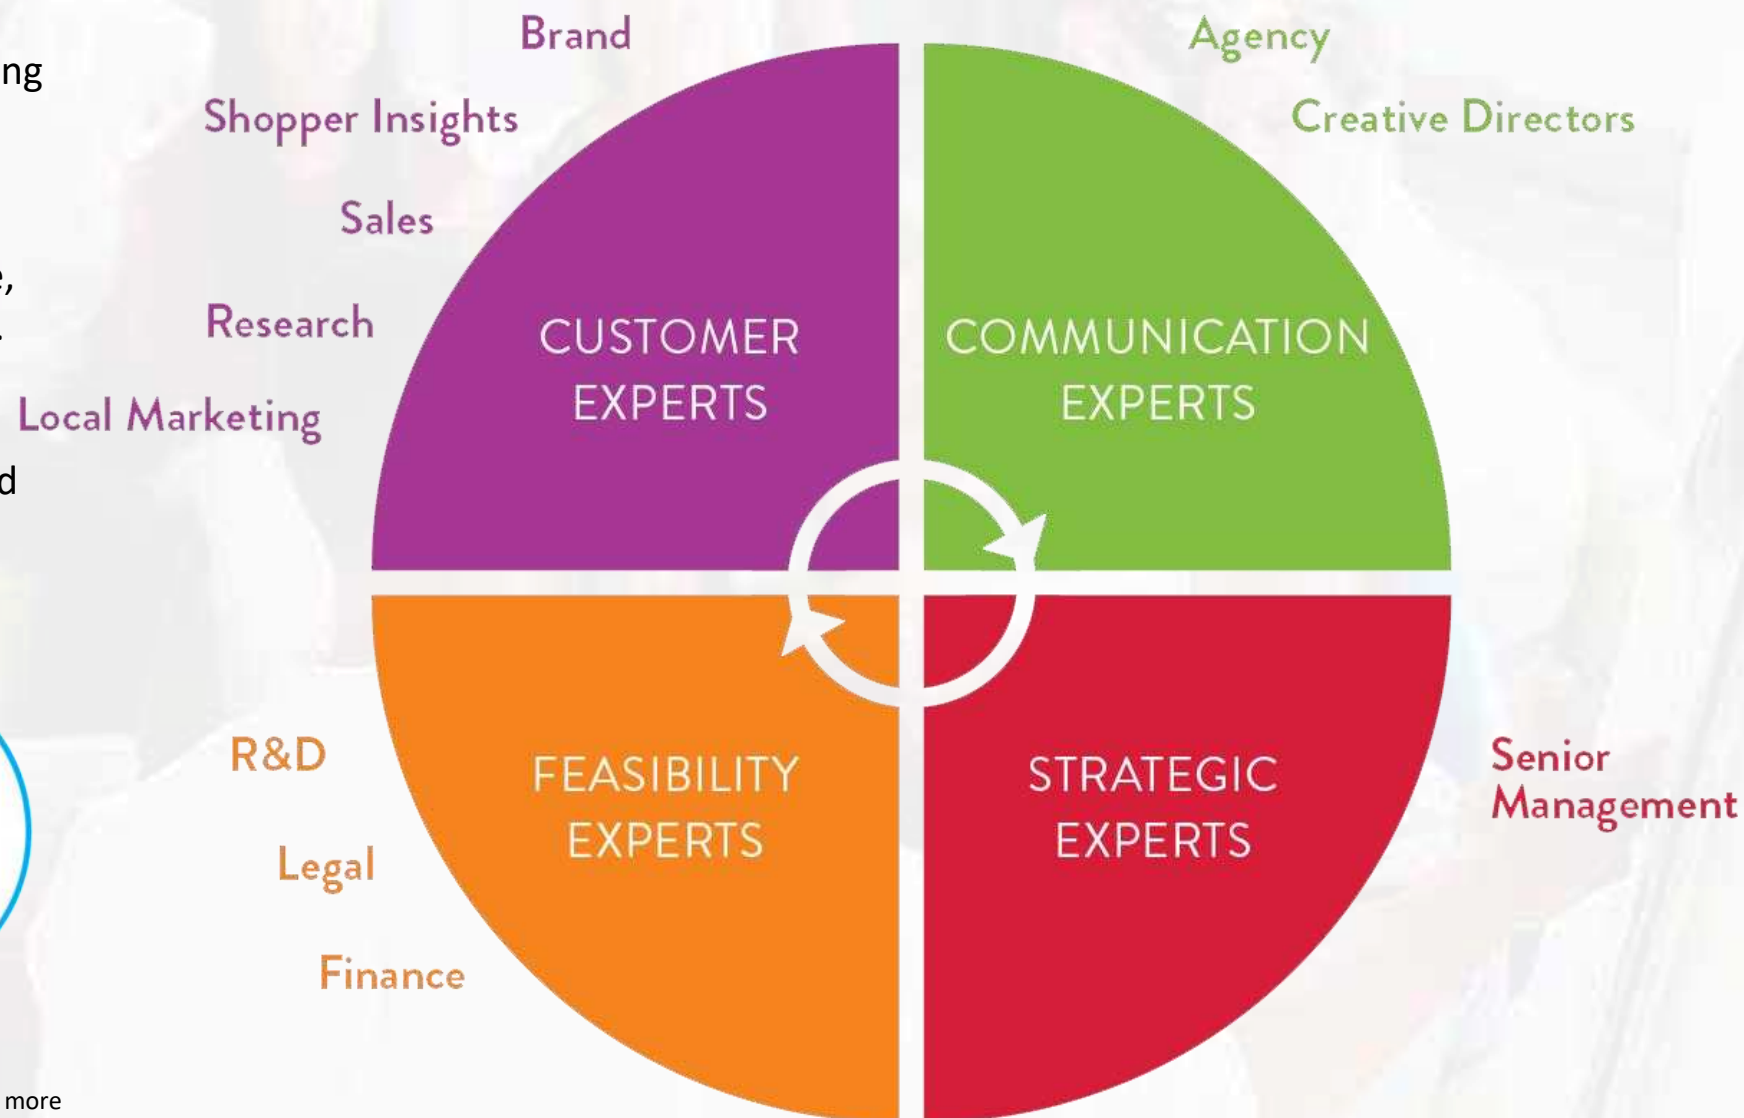 ng
e,
.
d
more
Brand
Shopper Insights
Sales
Research
Local Marketing
CUSTOMER
EXPERTS
Agency
Creative Directors
COMMUNICATION
EXPERTS
R&D
Legal
Finance
FEASIBILITY
EXPERTS
STRATEGIC
EXPERTS
Senior
Management